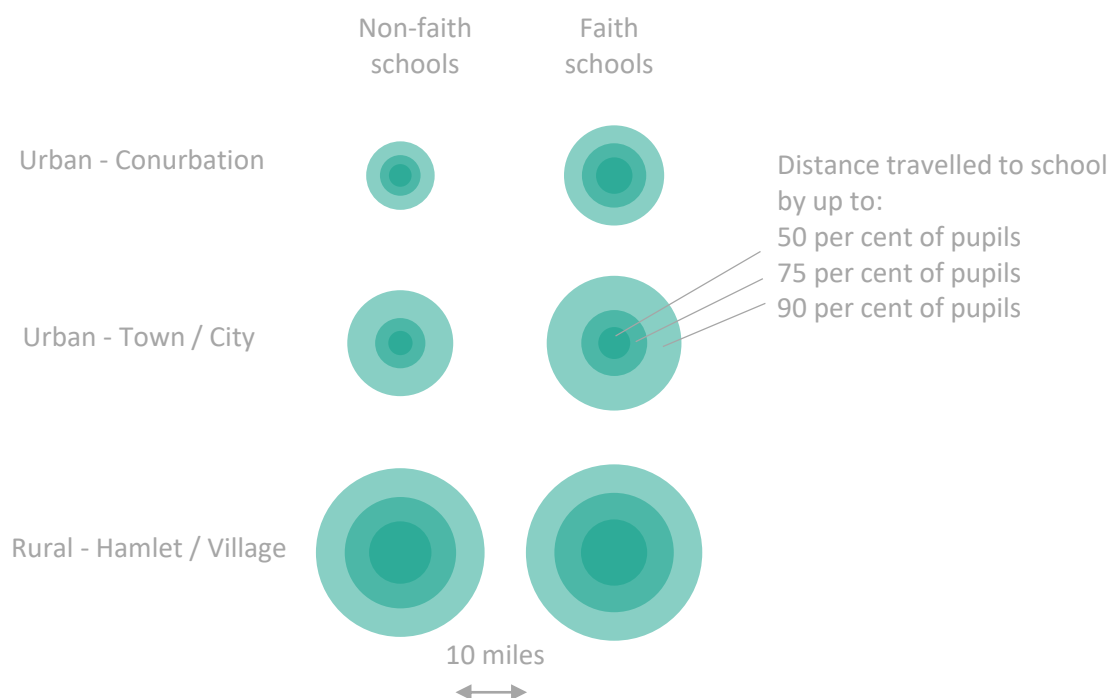 Non-faith
schools
Faith
schools
Urban - Conurbation
Distance travelled to school
by up to:
50 per cent of pupils
75 per cent of pupils
90 per cent of pupils
Urban - Town / City
Rural - Hamlet / Village
10 miles